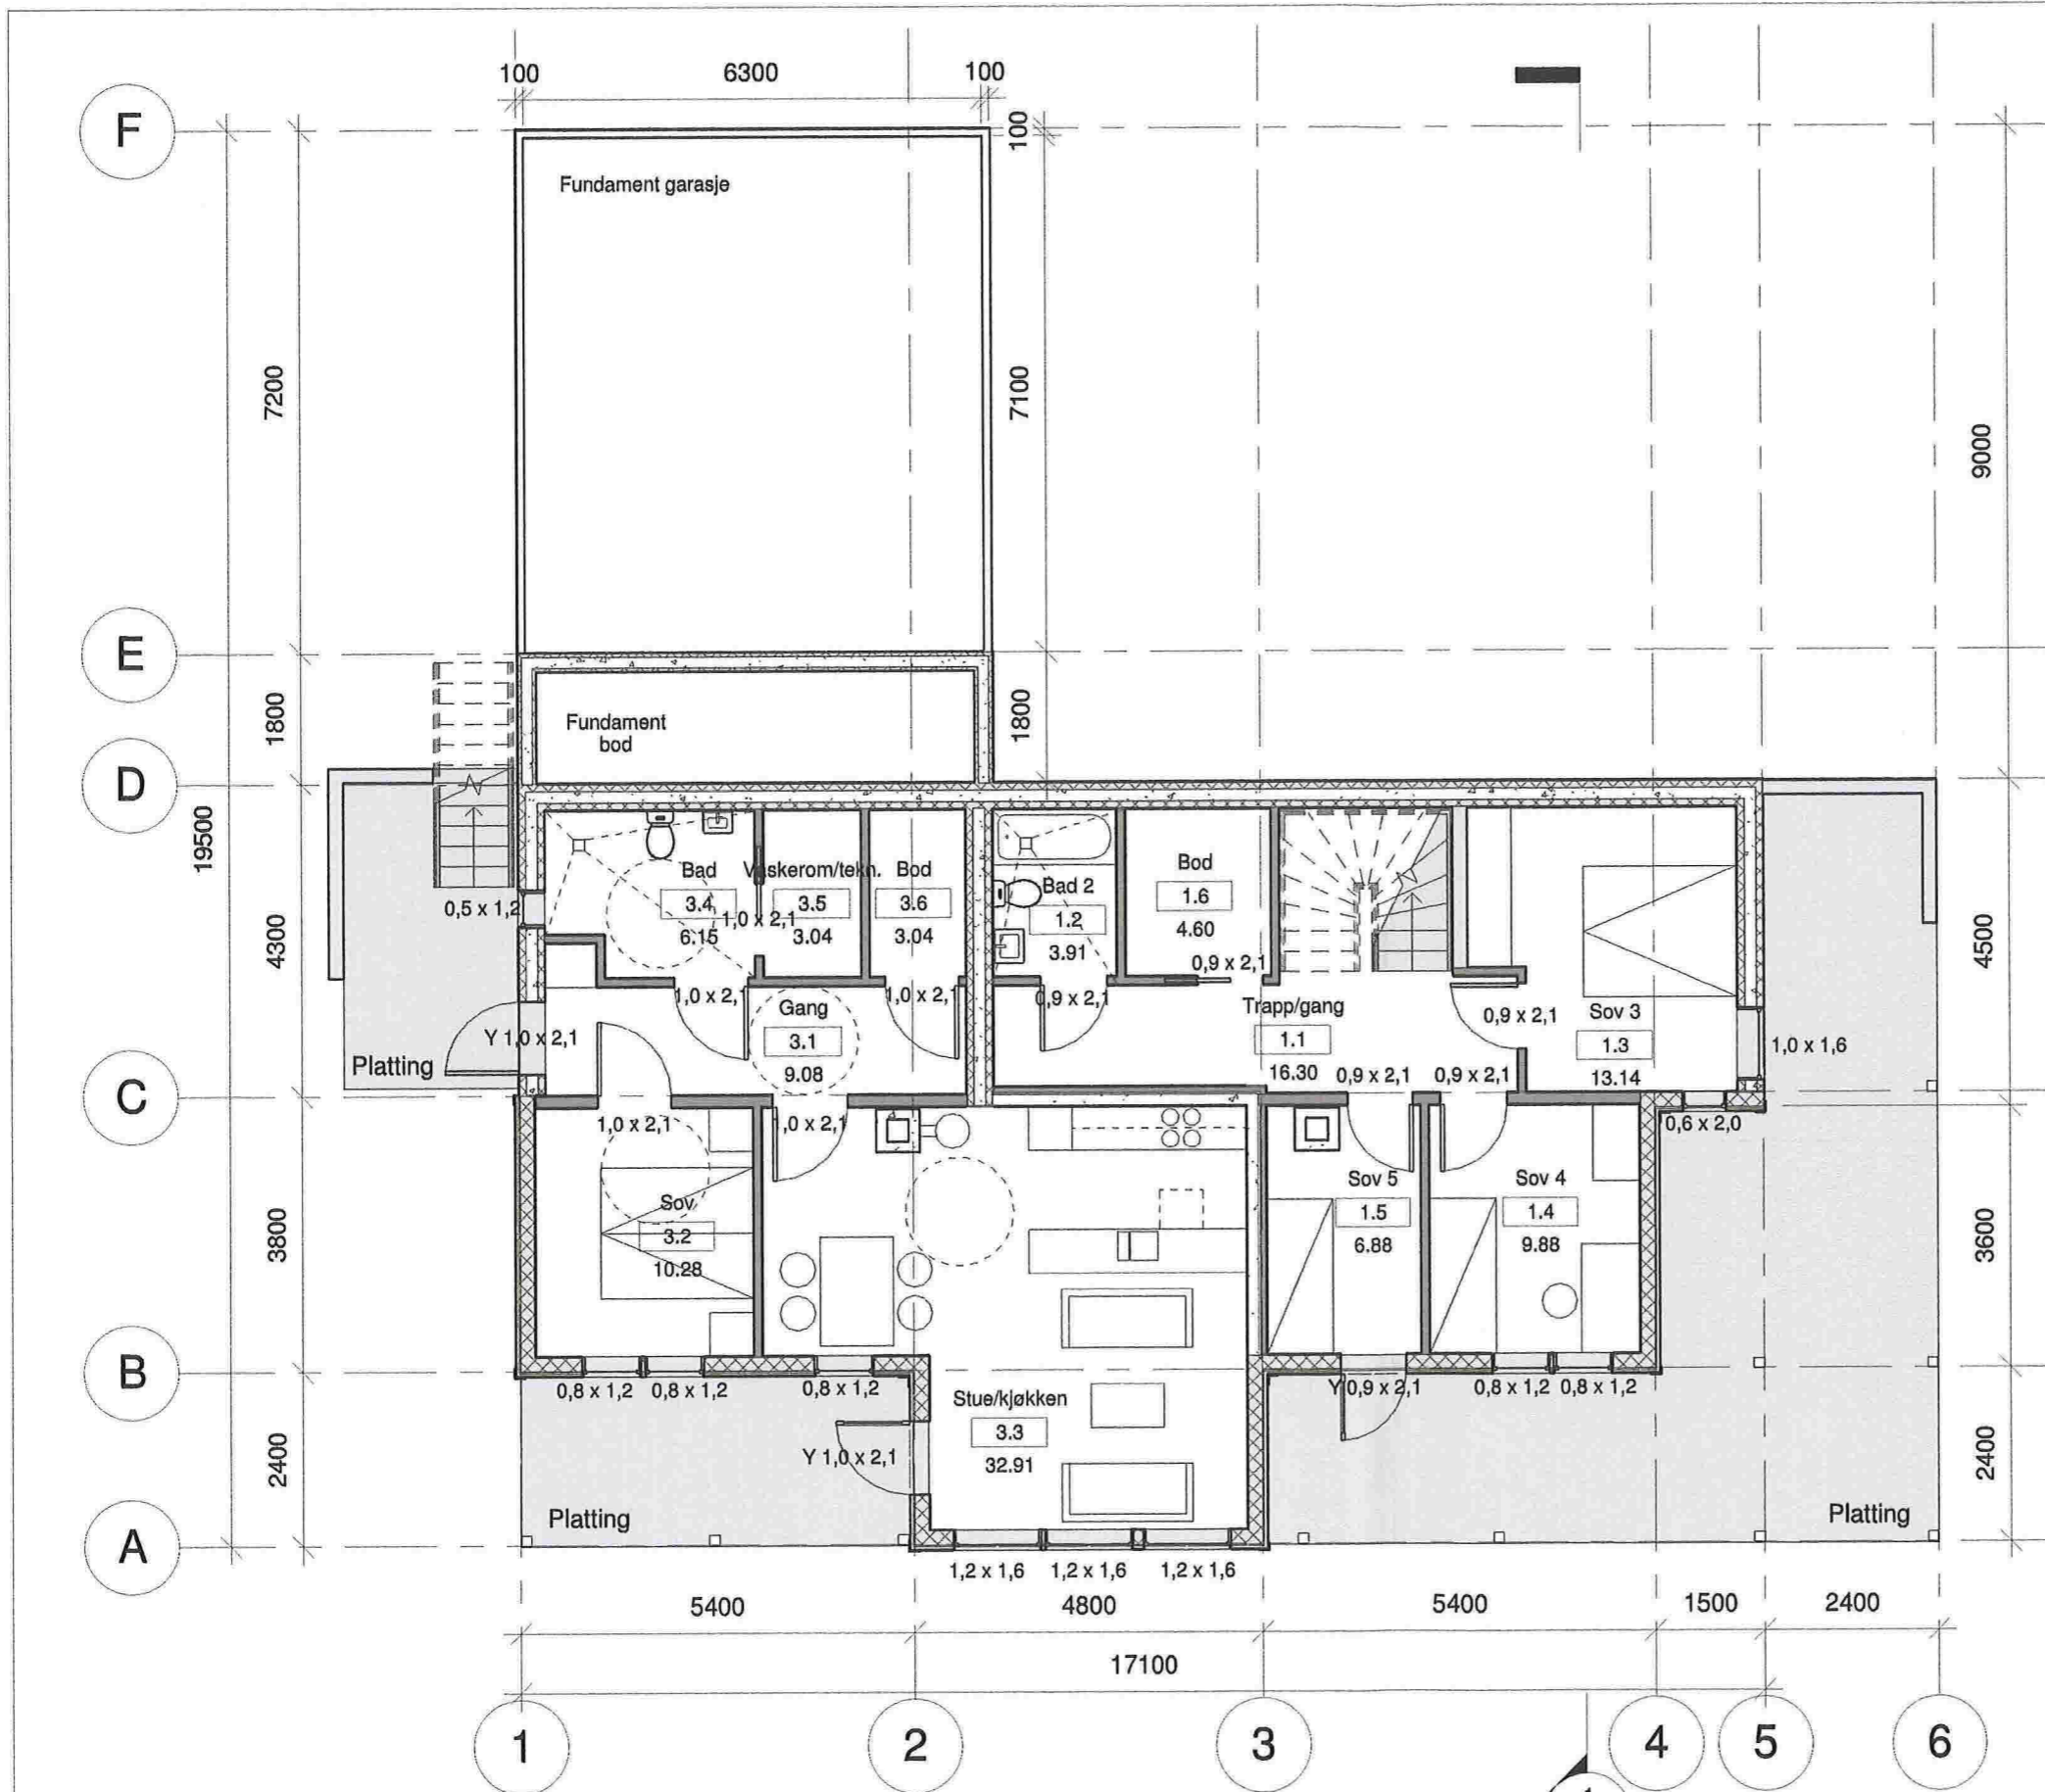 100 6300 100
F
100
Fundament garasje
7200
7100
9000
E
1800
Fundament
bod
1800
D
19500
4300
4500
Bad
3.4
6.15
Vaskerom/tekn.
3.5
3.04
Bod
3.6
3.04
Bad 2
1.2
3.91
Bod
1.6
4.60
0,5 x 1,2
1,0 x 2,1
0,9 x 2,1
1,0 x 2,1
1,0 x 2,1
0,9 x 2,1
Gang
3.1
9.08
Trapp/gang
1.1
16.30
0,9 x 2,1
Sov 3
1.3
13.14
Y 1,0 x 2,1
1,0 x 1,6
Platting
0,9 x 2,1
0,9 x 2,1
C
1,0 x 2,1
1,0 x 2,1
0,6 x 2,0
3800
3600
Sov
3.2
10.28
Sov 5
1.5
6.88
Sov 4
1.4
9.88
B
0,8 x 1,2
0,8 x 1,2
0,8 x 1,2
Y 0,9 x 2,1
0,8 x 1,2
0,8 x 1,2
2400
2400
Stue/kjøkken
3.3
32.91
Y 1,0 x 2,1
Platting
Platting
A
1,2 x 1,6
1,2 x 1,6
1,2 x 1,6
5400 4800 5400 1500 2400
17100
1 2 3 4 5 6